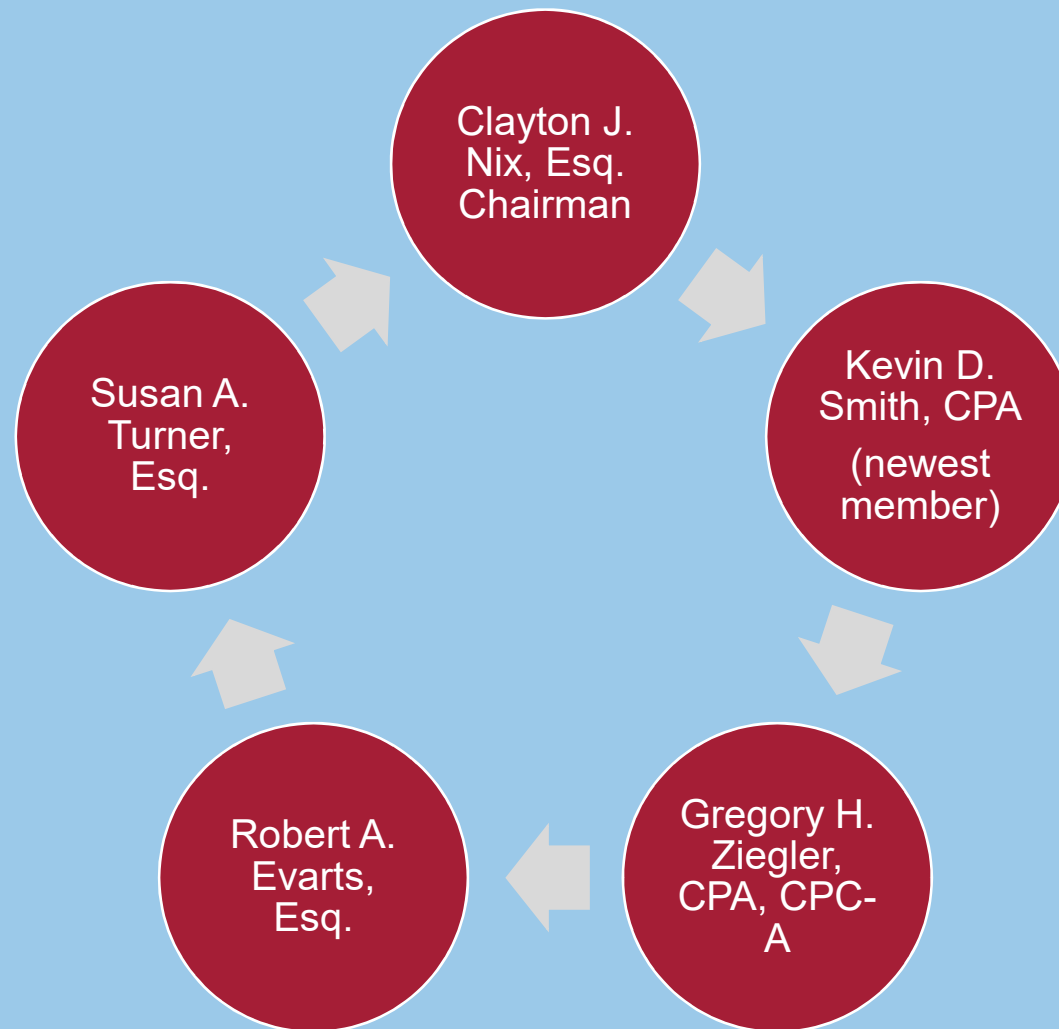 Clayton J.
Nix, Esq.
Chairman
Kevin D.
Smith, CPA
(newest
member)
Gregory H.
Ziegler,
CPA, CPC-
A
Robert A.
Evarts,
Esq.
Susan A.
Turner,
Esq.